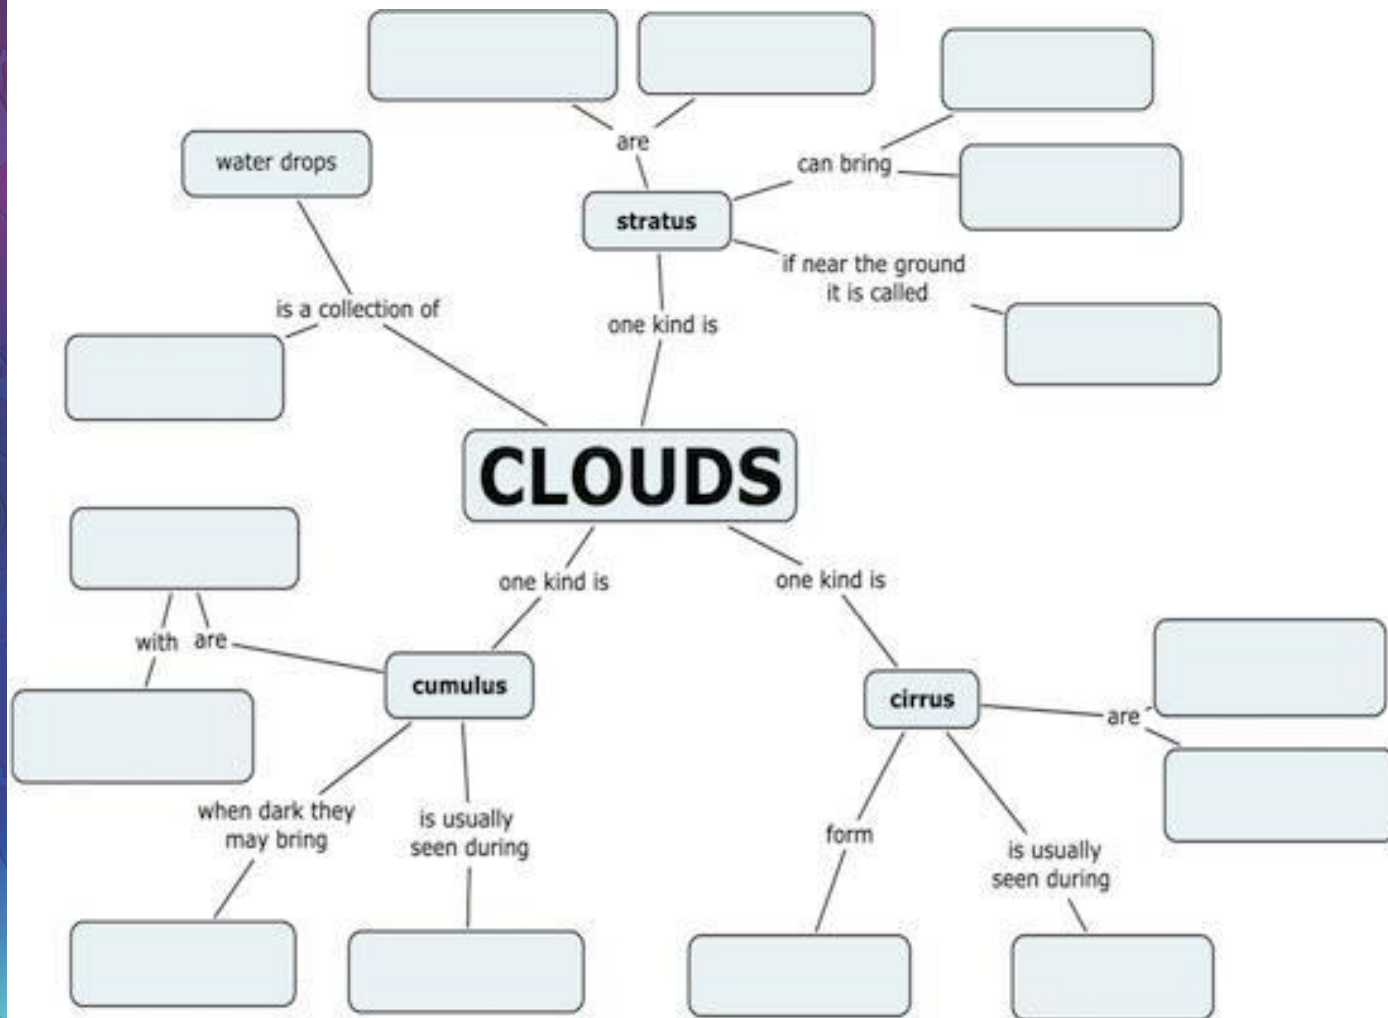 are
water drops
can bring
stratus
if near the ground
it is called
is a collection of
one kind is
CLOUDS
one kind is
one kind is
with are
cumulus
cirrus
are
when dark they
may bring
is usually
seen during
form
is usually
seen during